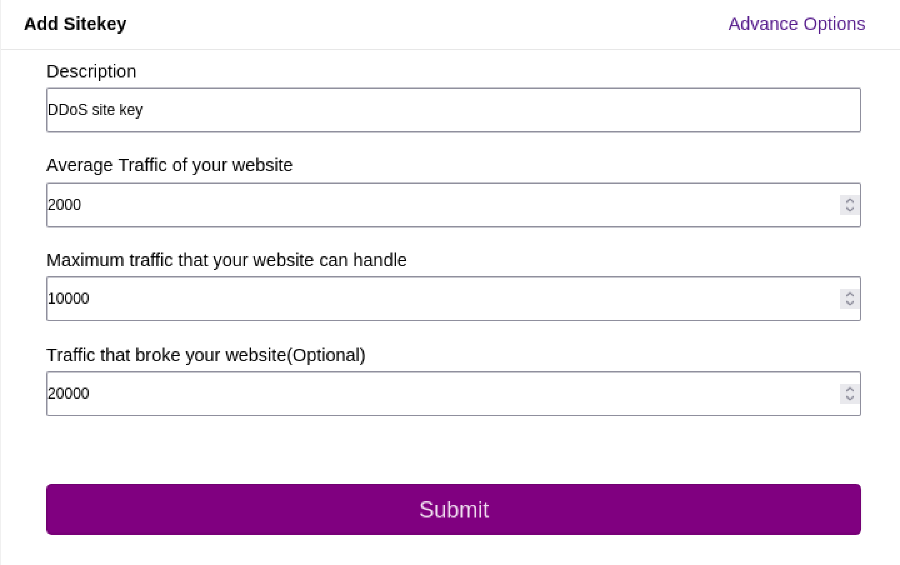 Add Sitekey
Advance Options
Description
DDoS site key
Average Traffic of your website
2000
Maximum traffic that your website can handle
10000
Traffic that broke your website(Optional)
20000
Submit